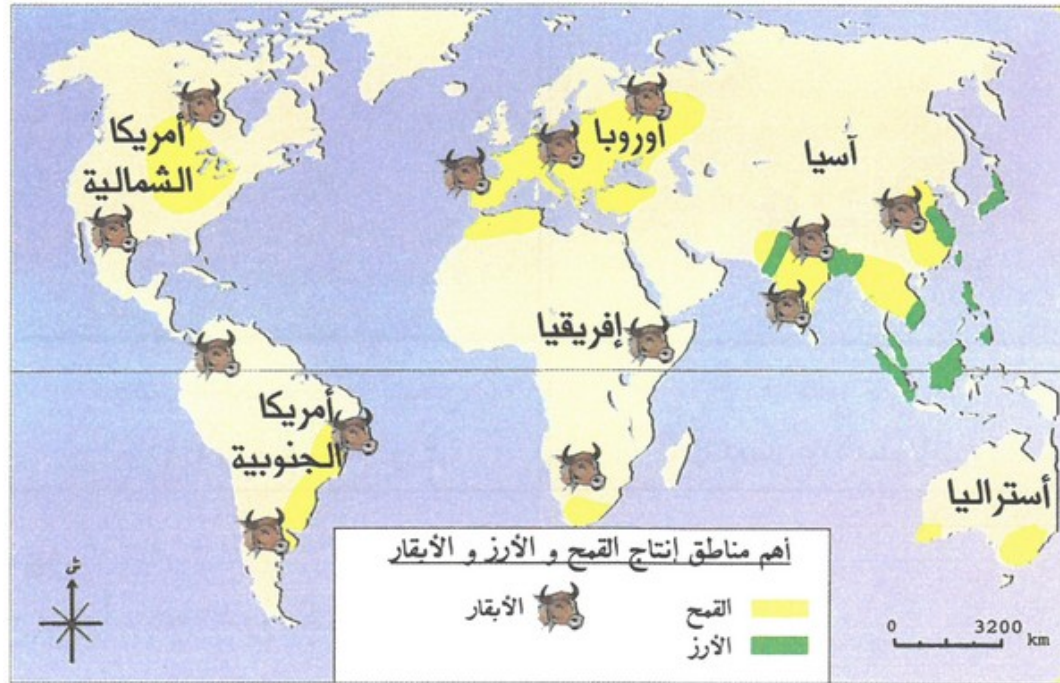 أمريكا
الشمالية
أوروبا
آسيا
إفريقيا
أمريكا
الجنوبية
أستراليا
أهم مناطق إنتاج القمح و الأرز و الأبقار
القمح
الأرز
الأبقار
ش
0 3200 km